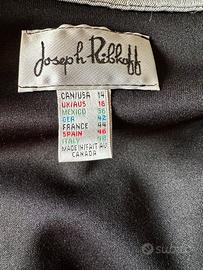 Joseph Ribkoff
CAN/USA 14
UK/AUS 16
MEXICO 36
GER 42
FRANCE 44
SPAIN 46
ITALY 48
MADE IN/FAIT AU
CANADA
subito